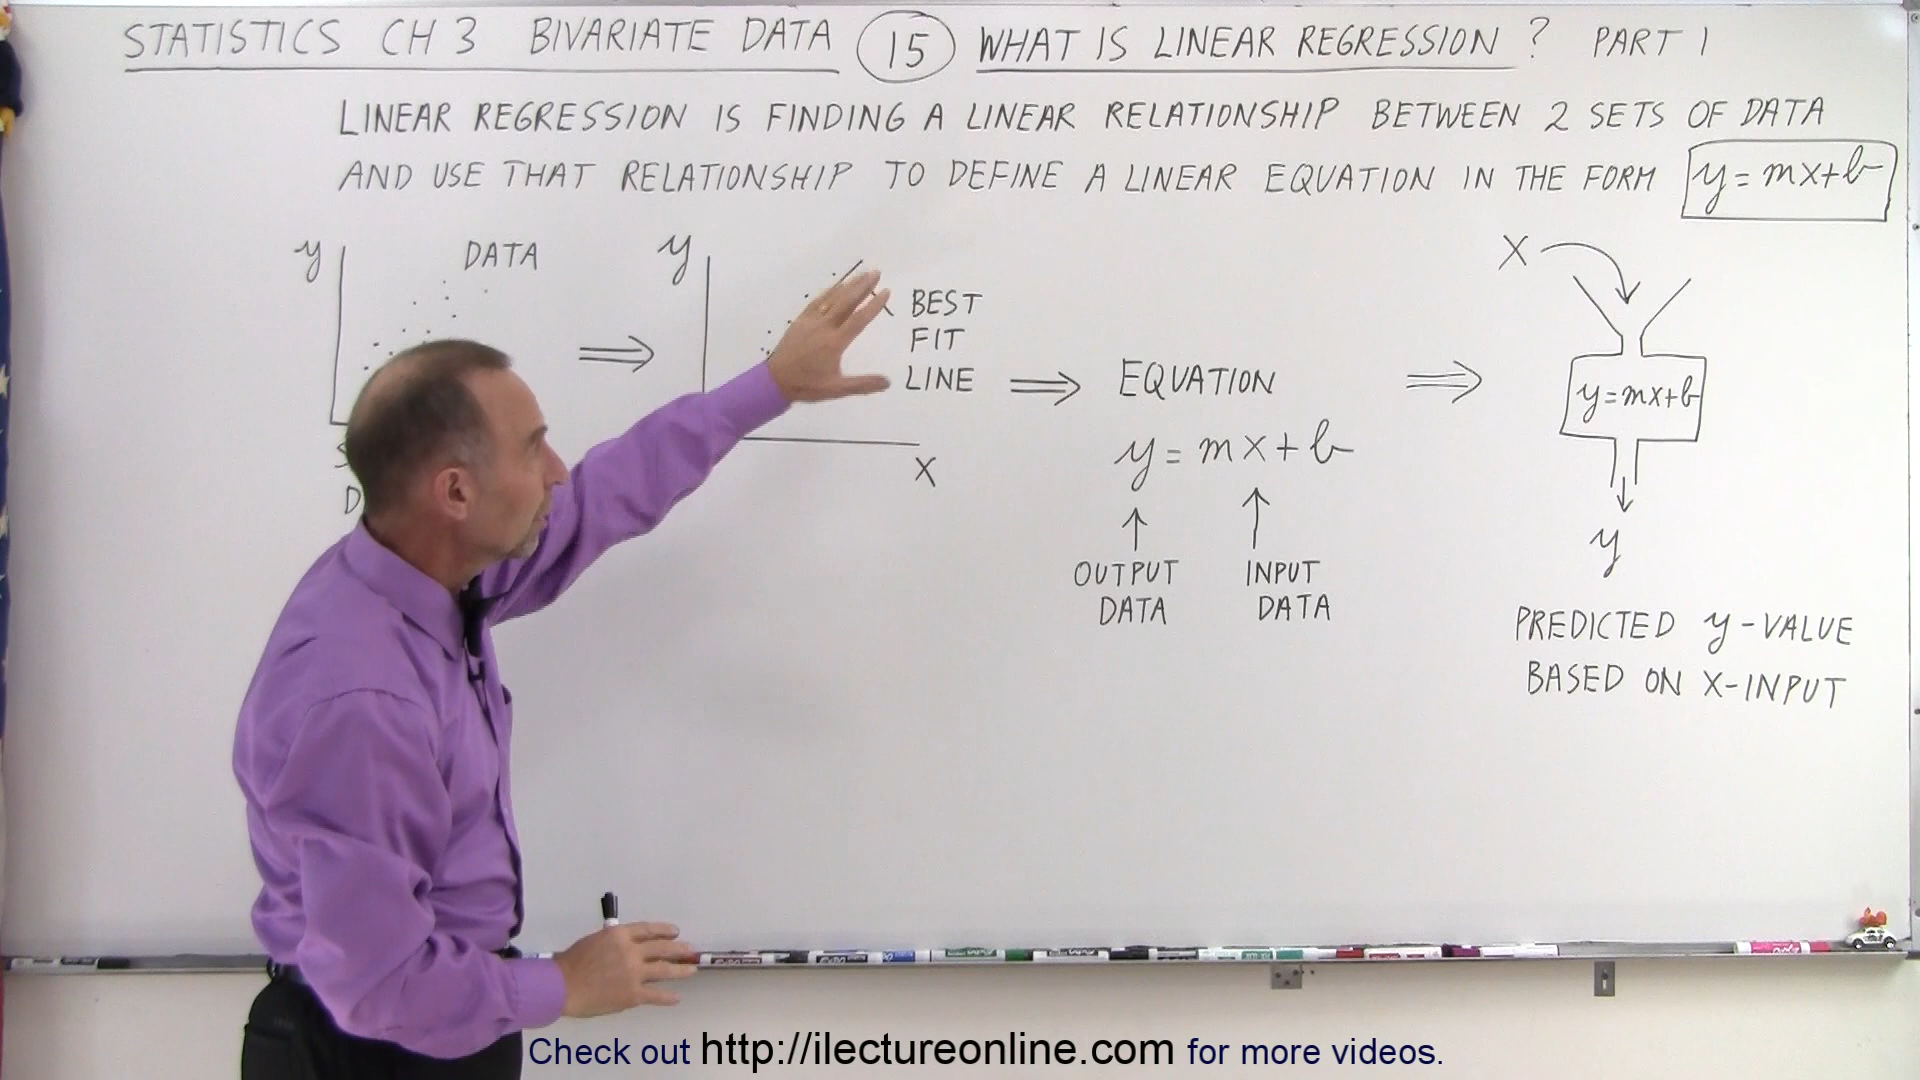 STATISTICS CH 3 BIVARIATE DATA 15 WHAT IS LINEAR REGRESSION? PART 1
LINEAR REGRESSION IS FINDING A LINEAR RELATIONSHIP BETWEEN 2 SETS OF DATA
AND USE THAT RELATIONSHIP TO DEFINE A LINEAR EQUATION IN THE FORM y = mx+b
y
DATA
y
x
BEST
FIT
LINE
EQUATION
y = mx+b
OUTPUT
DATA
INPUT
DATA
X
y=mx+b
y
PREDICTED y-VALUE
BASED ON X-INPUT
Check out http://ilectureonline.com for more videos.